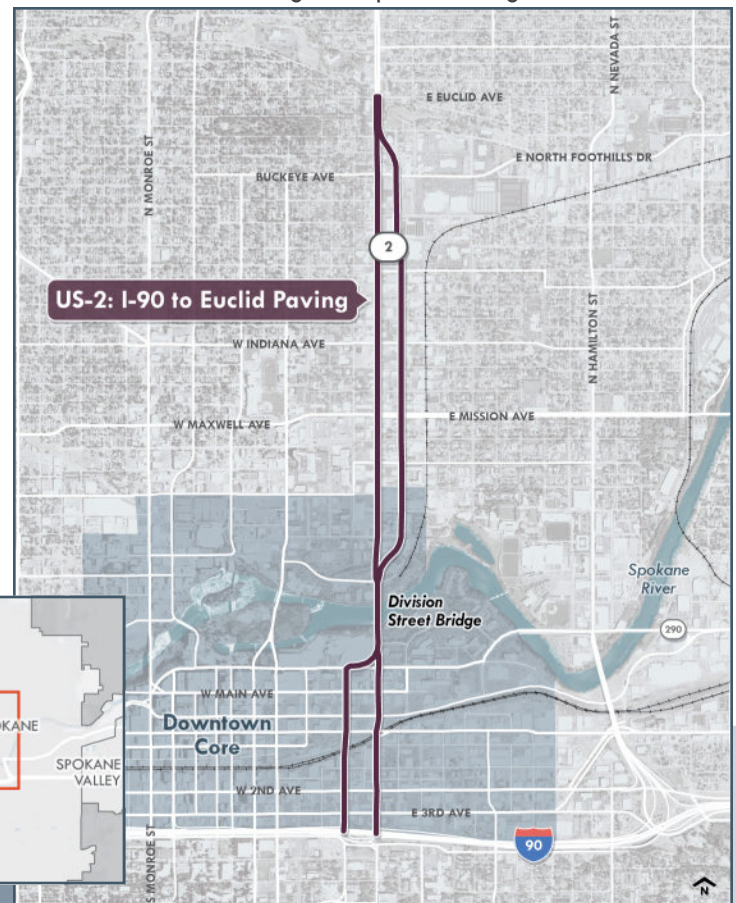 N NEVADA ST
E EUCLID AVE
N MONROE ST
E NORTH FOOTHILLS DR
BUCKEYE AVE
2
US-2: I-90 to Euclid Paving
N HAMILTON ST
W INDIANA AVE
E MISSION AVE
W MAXWELL AVE
Spokane
River
Division
Street Bridge
290
W MAIN AVE
Downtown
Core
SPOKANE
VALLEY
W 2ND AVE
E 3RD AVE
S MONROE ST
90
N